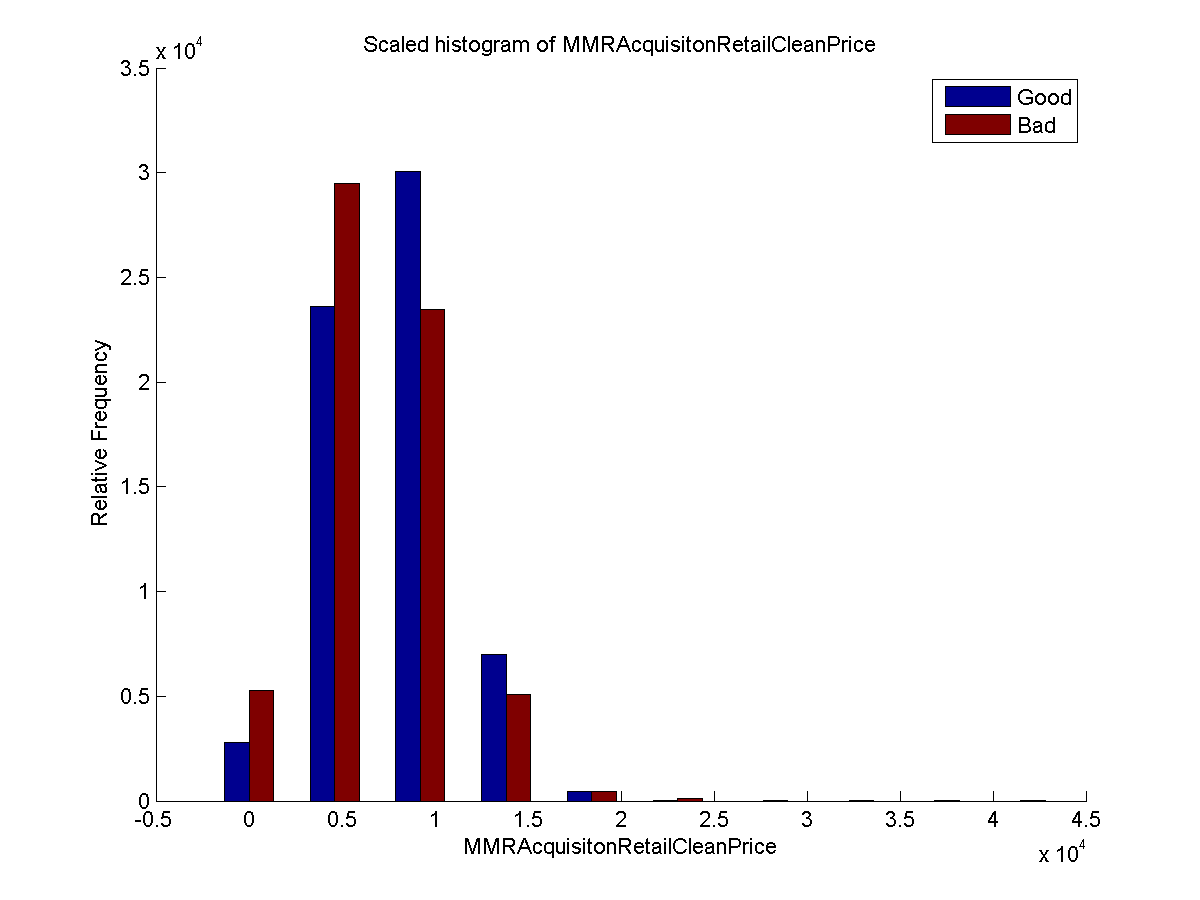 Scaled histogram of MMRAcquisitonRetailCleanPrice
x 10^4
3.5
3
2.5
2
1.5
1
0.5
0
Relative Frequency
Good
Bad
-0.5 0 0.5 1 1.5 2 2.5 3 3.5 4 4.5
MMRAcquisitonRetailCleanPrice
x 10^4